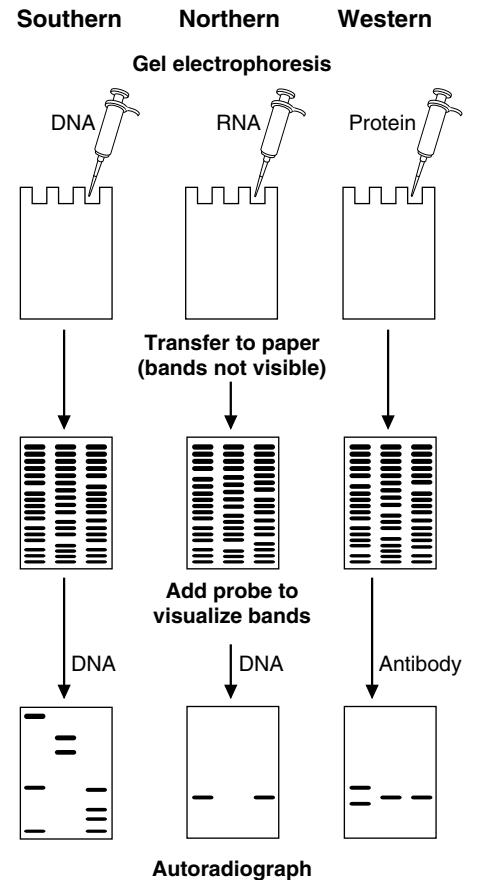 Southern Northern Western
Gel electrophoresis
DNA RNA Protein
Transfer to paper
(bands not visible)
Add probe to
visualize bands
DNA DNA Antibody
Autoradiograph